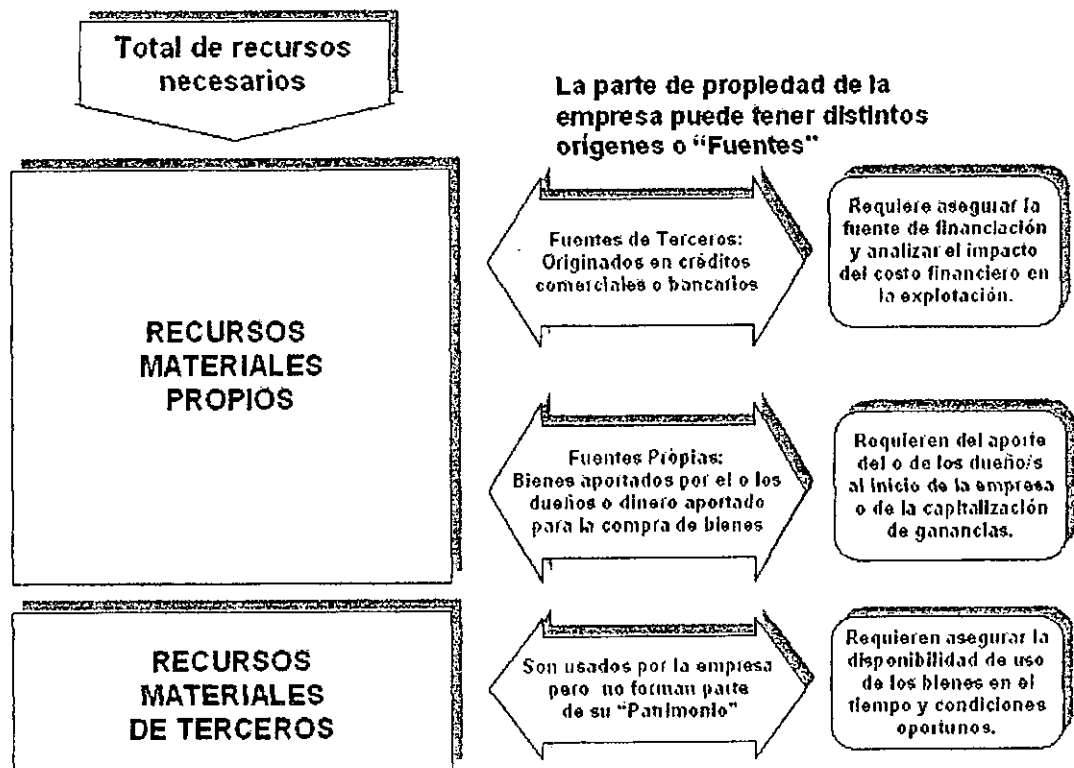 Total de recursos
necesarios
La parte de propiedad de la
empresa puede tener distintos
orígenes o "Fuentes"
RECURSOS
MATERIALES
PROPIOS
Fuentes de Terceros:
Originados en créditos
comerciales o bancarios
Requiere asegurar la
fuente de financiación
y analizar el impacto
del costo financiero en
la explotación.
Fuentes Própias:
Bienes aportados por el o los
dueños o dinero aportado
para la compra de bienes
Requieren del aporte
del o de los dueño/s
al inicio de la empresa
o de la capitalización
de ganancias.
RECURSOS
MATERIALES
DE TERCEROS
Son usados por la empresa
pero no forman parte
de su "Patrimonio"
Requieren asegurar la
disponibilidad de uso
de los bienes en el
tiempo y condiciones
oportunos.